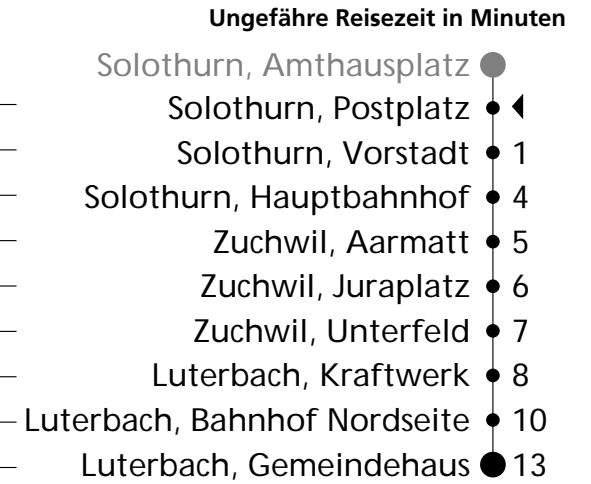 Ungefähre Reisezeit in Minuten
Solothurn, Amthausplatz
Solothurn, Postplatz
Solothurn, Vorstadt 1
Solothurn, Hauptbahnhof 4
Zuchwil, Aarmatt 5
Zuchwil, Juraplatz 6
Zuchwil, Unterfeld 7
Luterbach, Kraftwerk 8
Luterbach, Bahnhof Nordseite 10
Luterbach, Gemeindehaus 13